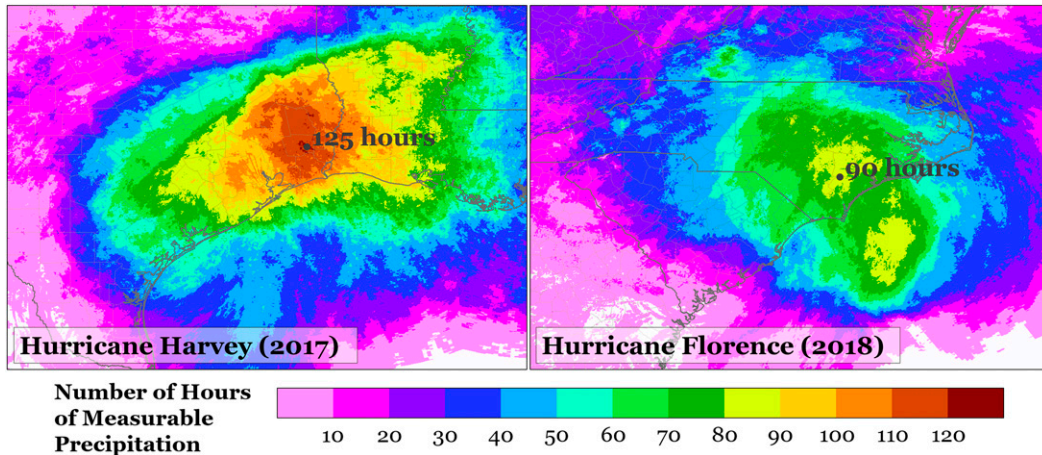 125 hours
90 hours
Hurricane Harvey (2017)
Hurricane Florence (2018)
Number of Hours
of Measurable
Precipitation
10 20 30 40 50 60 70 80 90 100 110 120